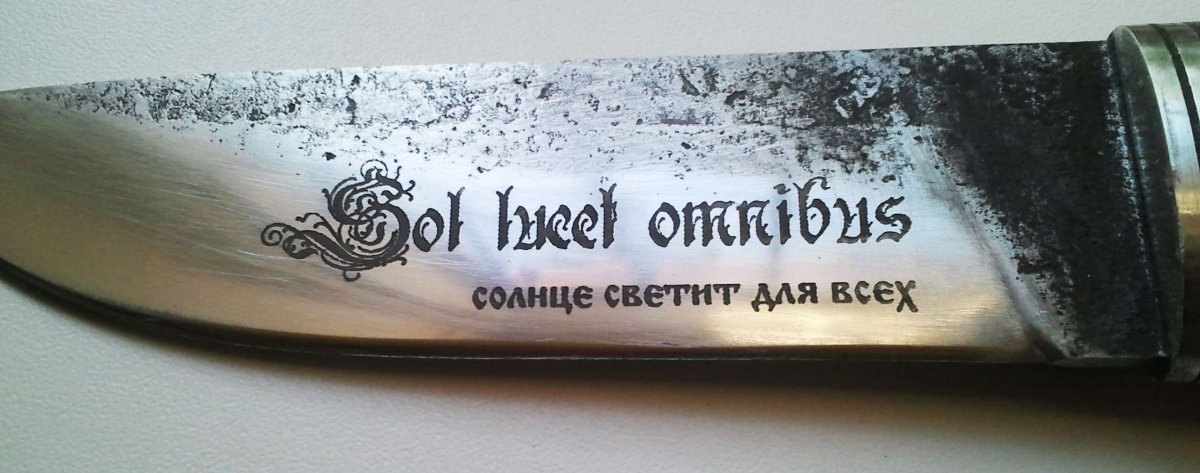 Sol lucet omnibus
солнце светит для всех